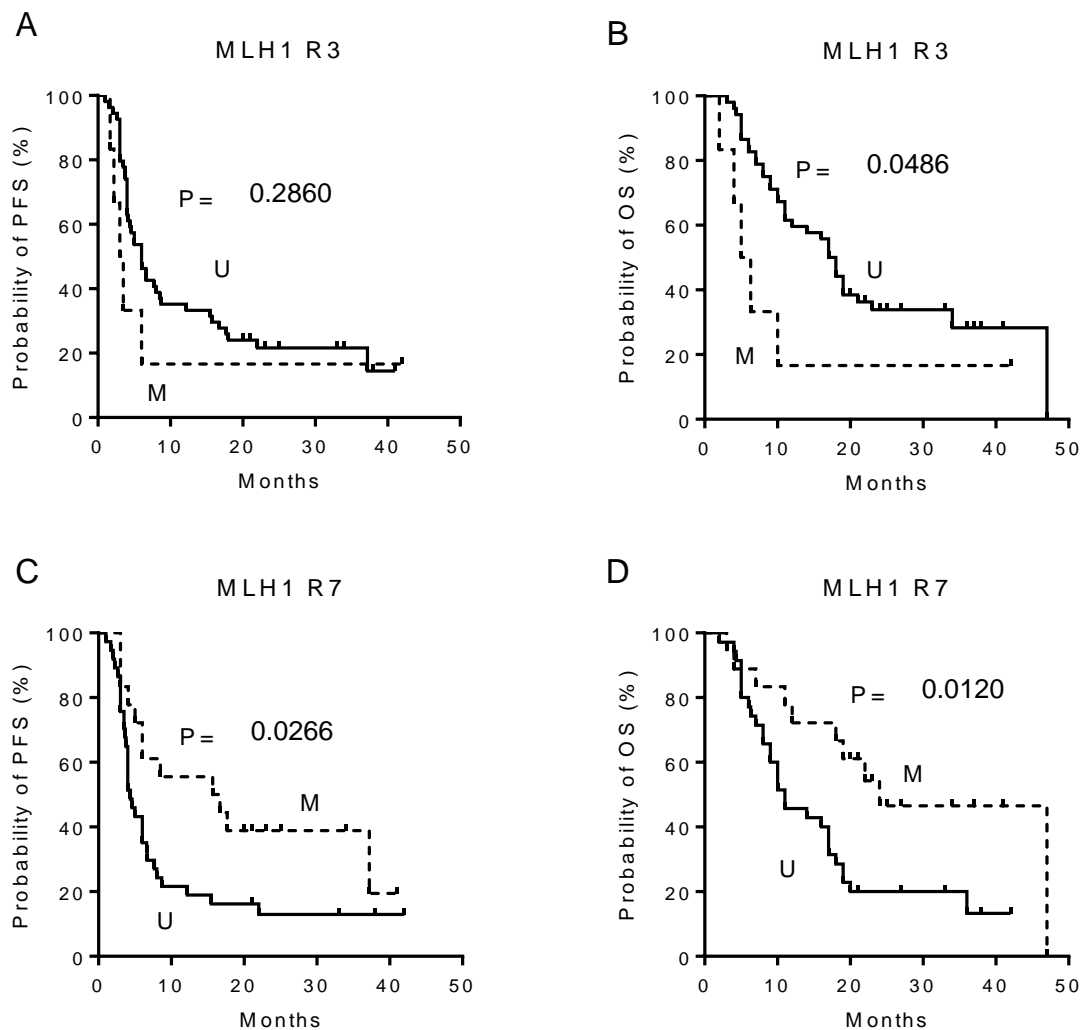 A
MLH1 R3
Probability of PFS (%)
100
80
60
40
20
0
P = 0.2860
U
M
0 10 20 30 40 50
Months
B
MLH1 R3
Probability of OS (%)
100
80
60
40
20
0
P = 0.0486
U
M
0 10 20 30 40 50
Months
C
MLH1 R7
Probability of PFS (%)
100
80
60
40
20
0
P = 0.0266
M
U
0 10 20 30 40 50
Months
D
MLH1 R7
Probability of OS (%)
100
80
60
40
20
0
P = 0.0120
M
U
0 10 20 30 40 50
Months